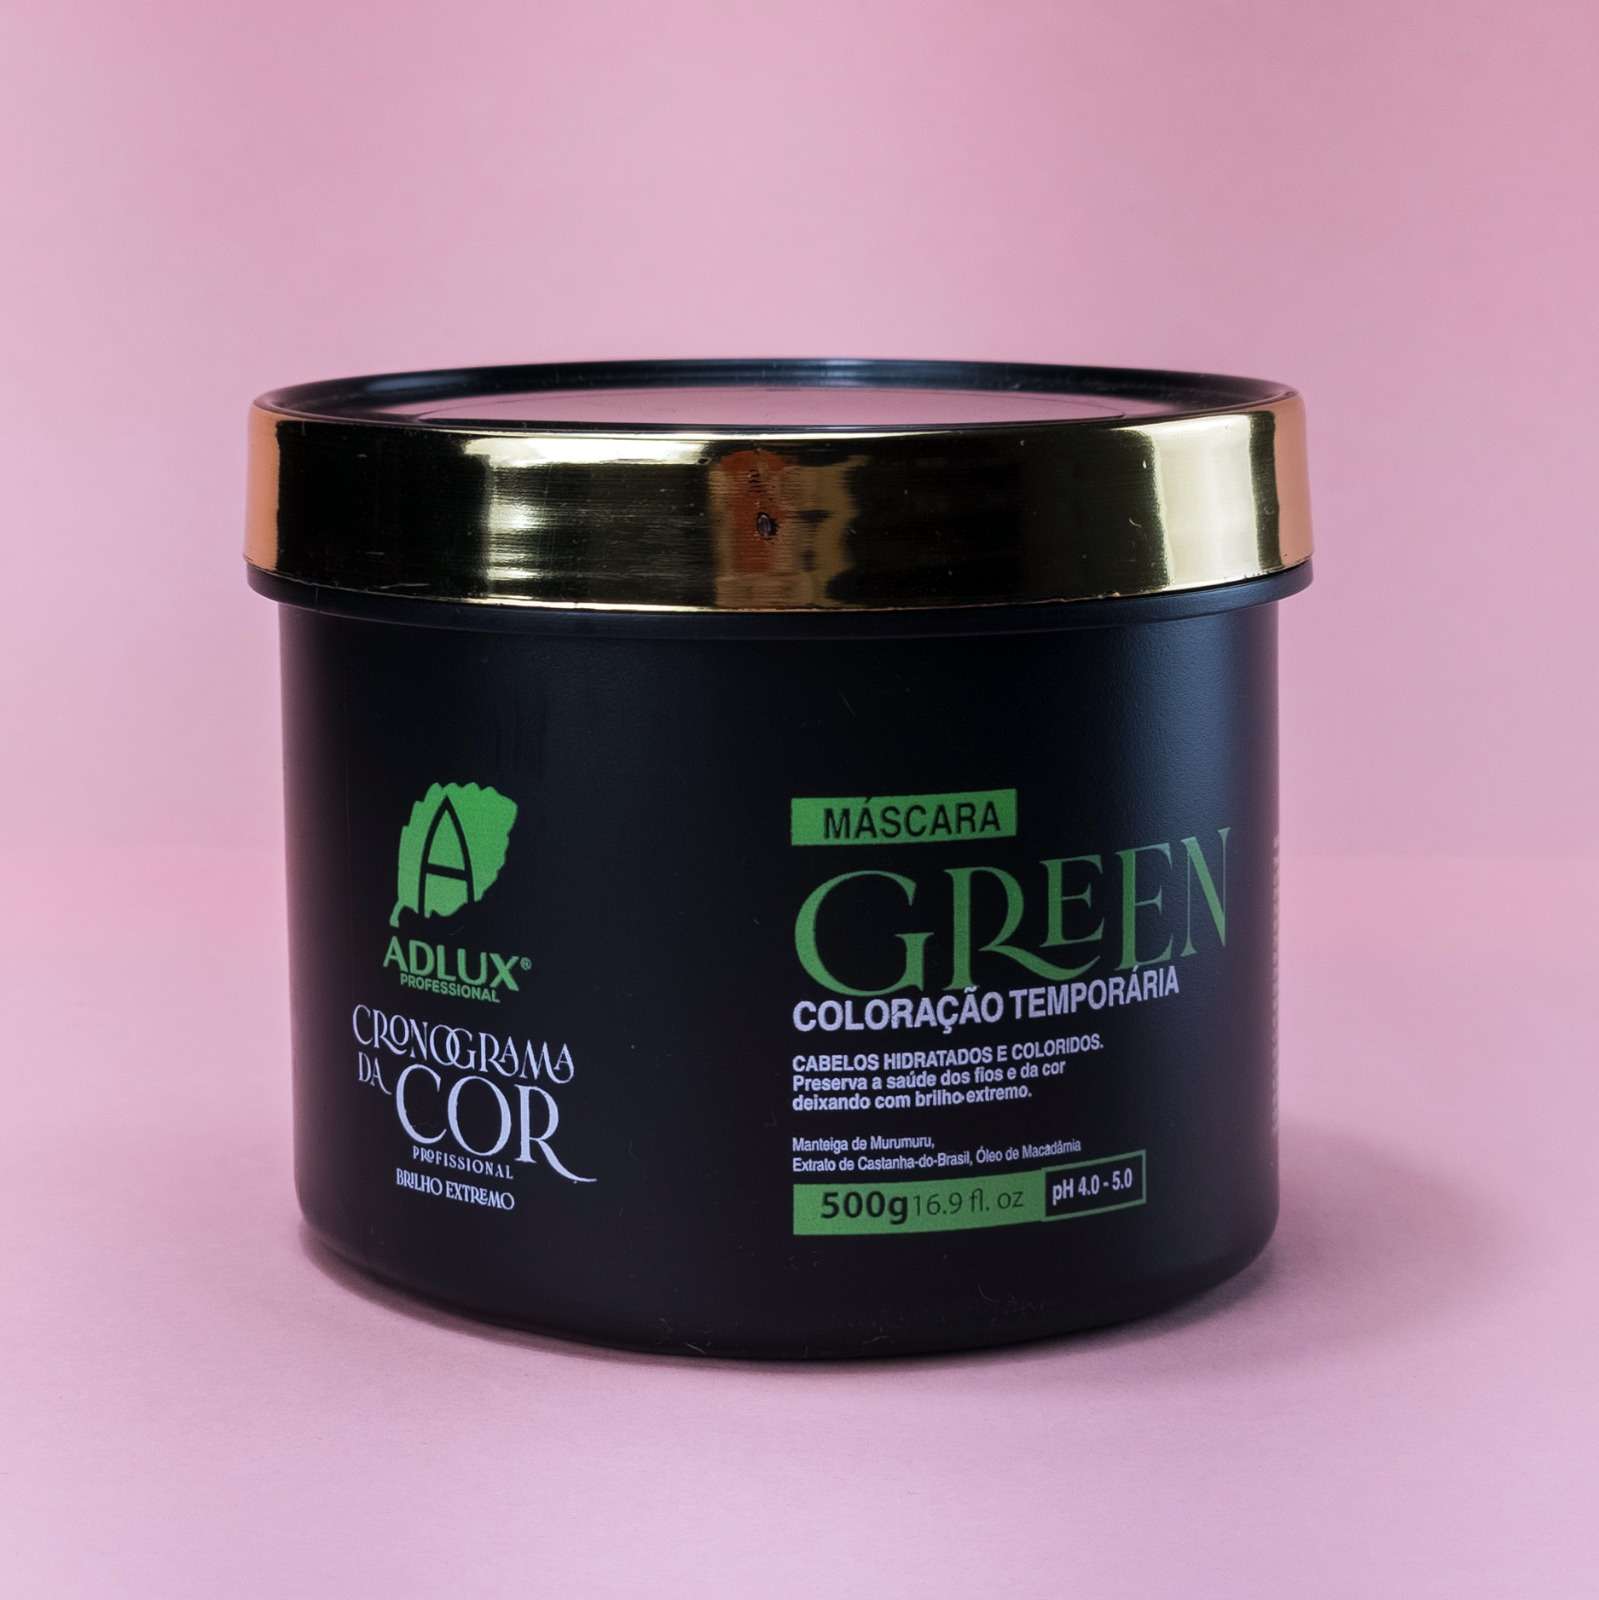 ADLUX®
PROFESSIONAL
CRONOGRAMA
DA COR
PROFISSIONAL
BRILHO EXTREMO
MÁSCARA
GREEN
COLORAÇÃO TEMPORÁRIA
CABELOS HIDRATADOS E COLORIDOS.
Preserva a saúde dos fios e da cor
deixando com brilho extremo.
Manteiga de Murumuru,
Extrato de Castanha-do-Brasil, Óleo de Macadâmia
500g 16.9 fl. oz pH 4.0 - 5.0